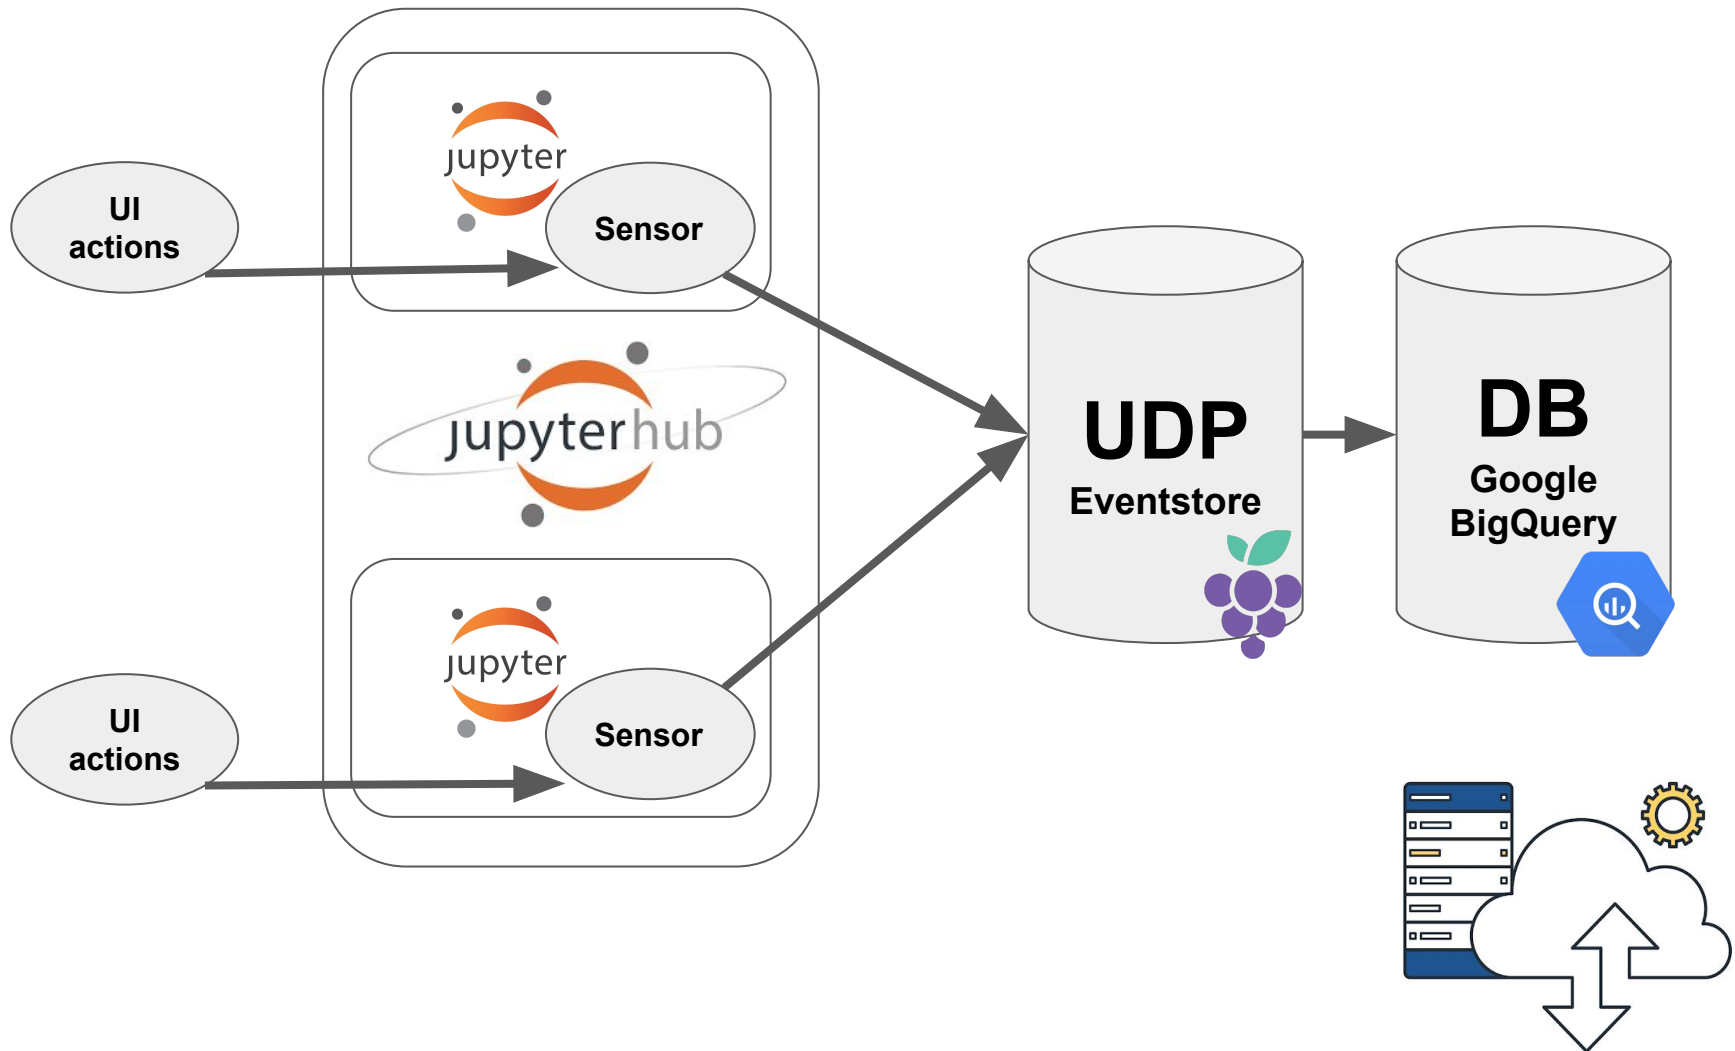 jupyter
UI
actions
Sensor
jupyterhub
UDP
Eventstore
DB
Google
BigQuery
jupyter
UI
actions
Sensor